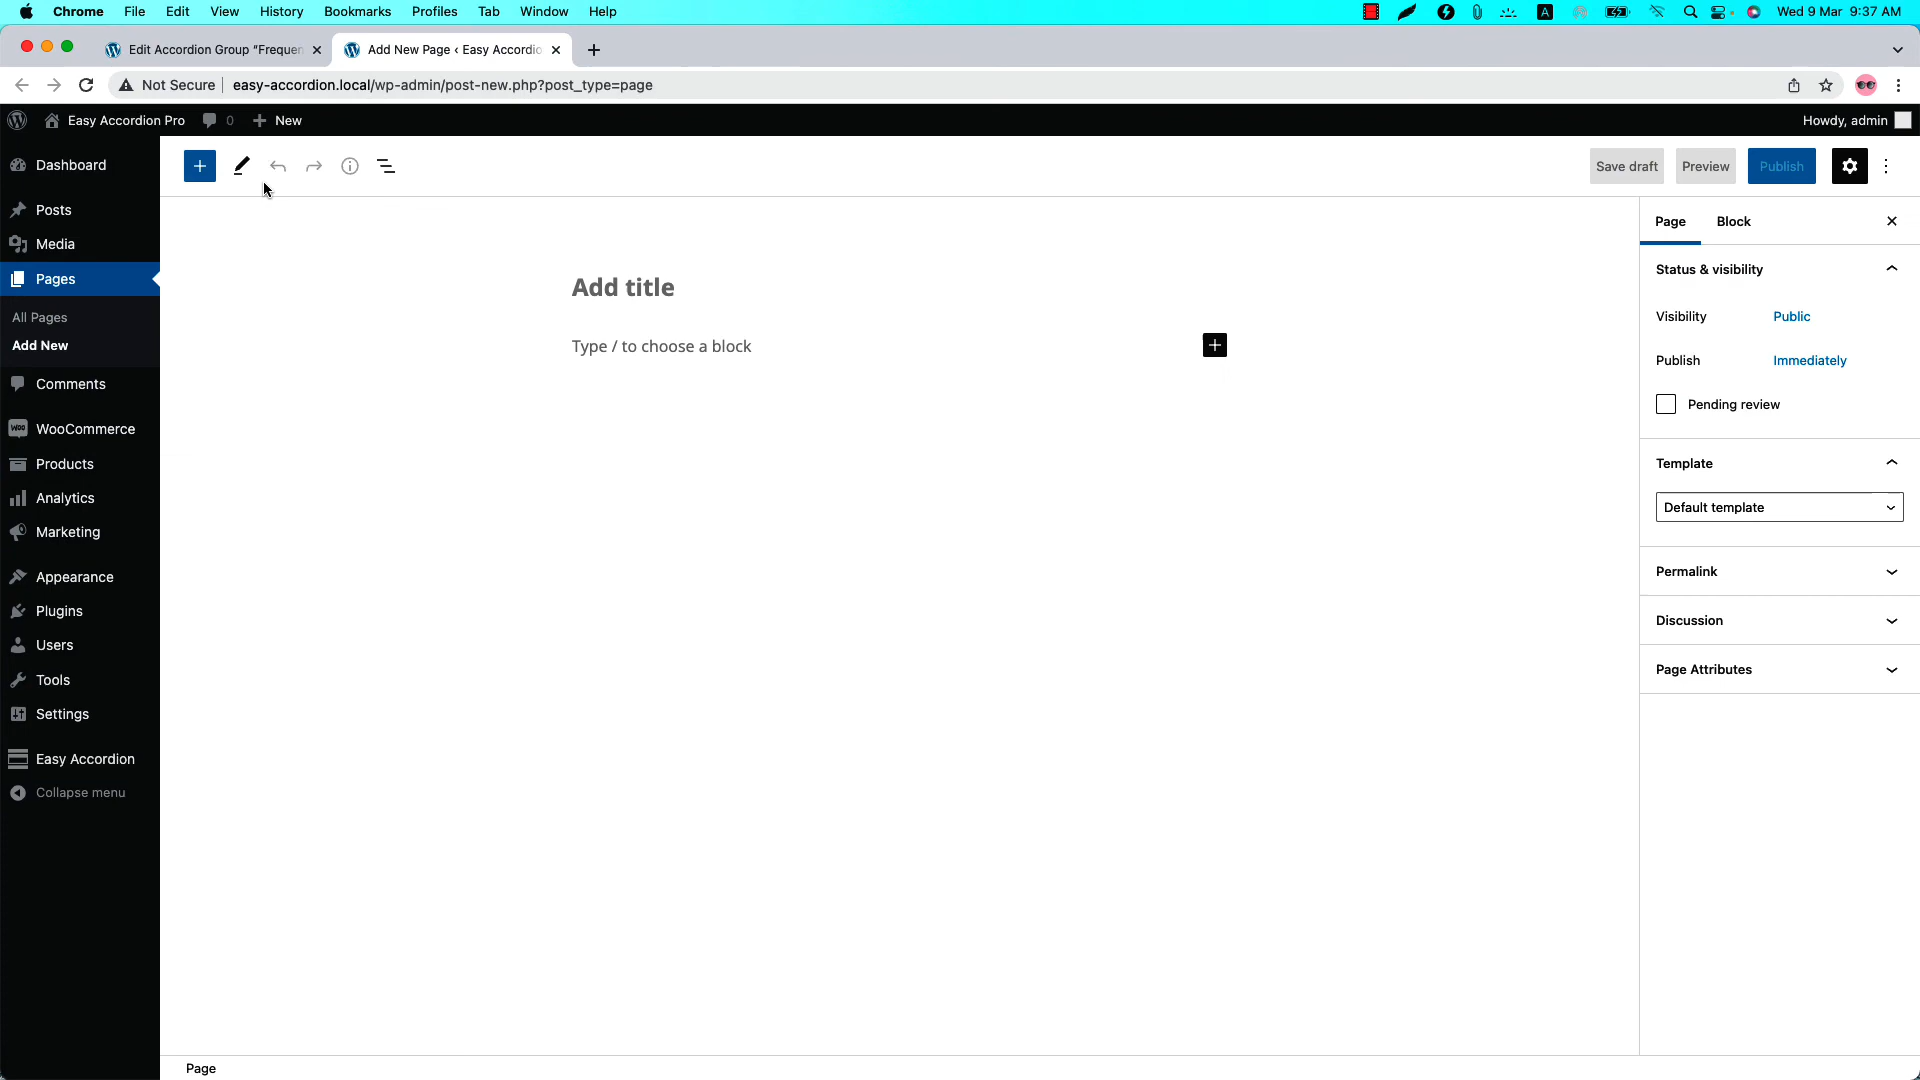 Chrome File Edit View History Bookmarks Profiles Tab Window Help A Wed 9 Mar 9:37 AM
Edit Accordion Group “Frequen Add New Page ‹ Easy Accordio
Not Secure easy-accordion.local/wp-admin/post-new.php?post_type=page
Easy Accordion Pro 0 New Howdy, admin
Dashboard
Posts
Media
Pages
All Pages
Add New
Comments
Woo WooCommerce
Products
Analytics
Marketing
Appearance
Plugins
Users
Tools
Settings
Easy Accordion
Collapse menu
Save draft Preview Publish
Add title
Type / to choose a block
Page Block
Status & visibility
Visibility Public
Publish Immediately
Pending review
Template
Default template
Permalink
Discussion
Page Attributes
Page